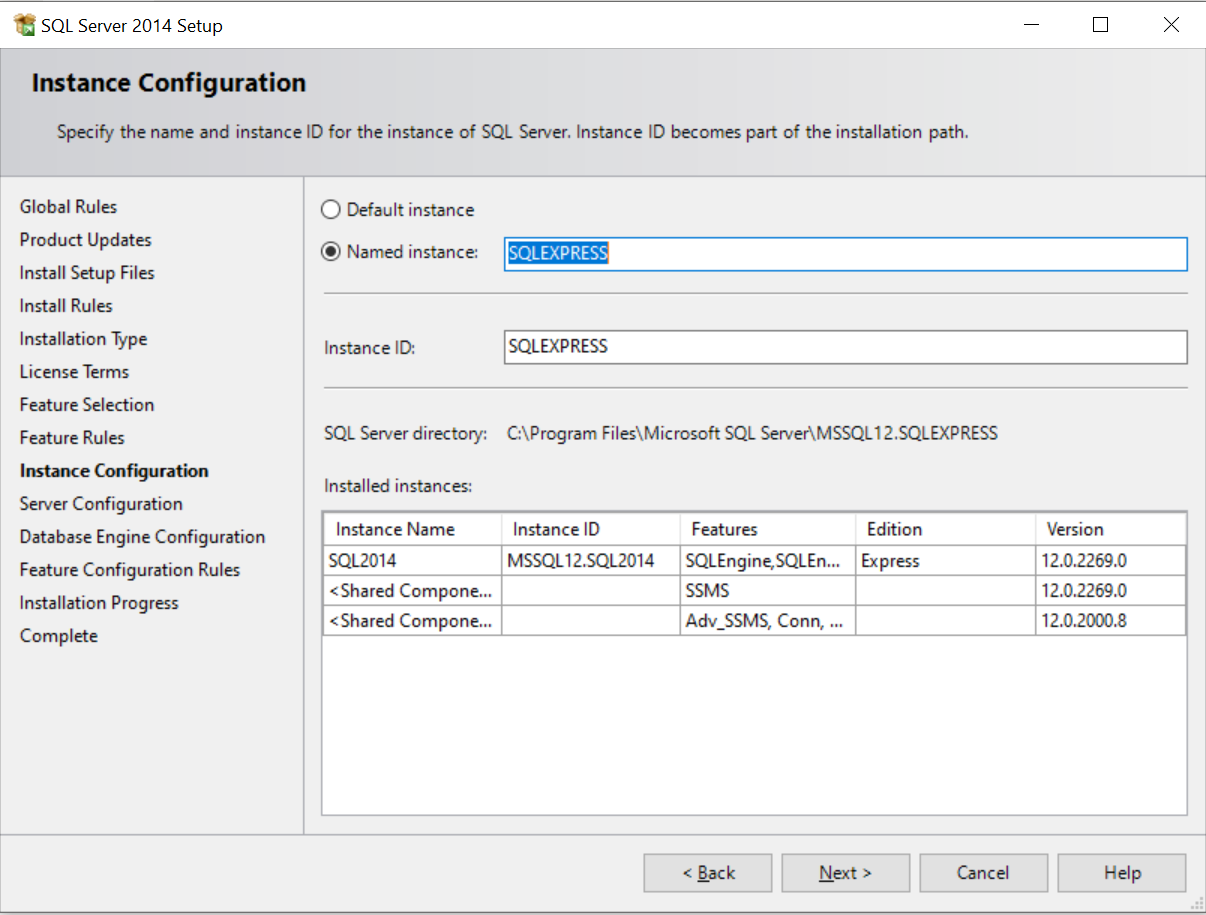 SQL Server 2014 Setup
Instance Configuration
Specify the name and instance ID for the instance of SQL Server. Instance ID becomes part of the installation path.
Global Rules
Product Updates
Install Setup Files
Install Rules
Installation Type
License Terms
Feature Selection
Feature Rules
Instance Configuration
Server Configuration
Database Engine Configuration
Feature Configuration Rules
Installation Progress
Complete
Default instance
Named instance: SQLEXPRESS
Instance ID: SQLEXPRESS
SQL Server directory: C:\Program Files\Microsoft SQL Server\MSSQL12.SQLEXPRESS
Installed instances:
Instance Name Instance ID Features Edition Version
SQL2014 MSSQL12.SQL2014 SQLEngine,SQLEn... Express 12.0.2269.0
<Shared Compone... SSMS 12.0.2269.0
<Shared Compone... Adv_SSMS, Conn, ... 12.0.2000.8
< Back Next > Cancel Help